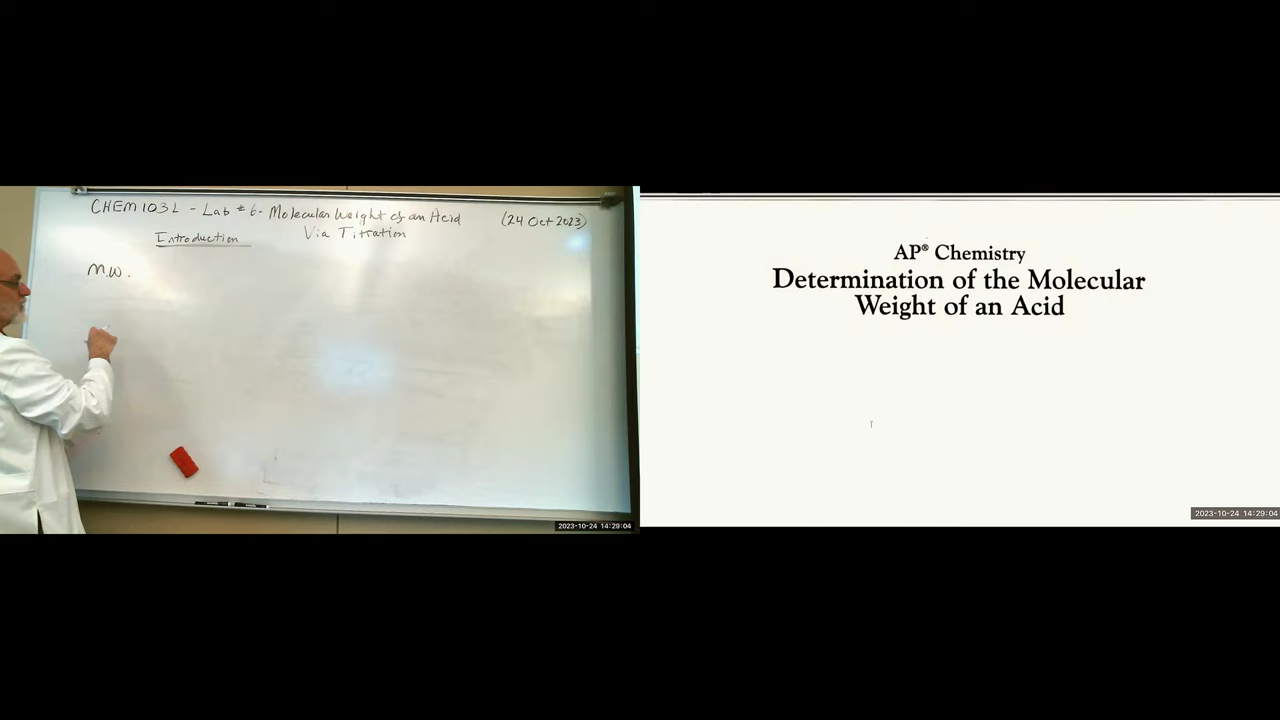 CHEM 103L - Lab # 6 - Molecular Weight of an Acid (24 Oct 2023)
Via Titration
Introduction
M.W.
2023-10-24 14:29:04
AP® Chemistry
Determination of the Molecular
Weight of an Acid
2023-10-24 14:29:04